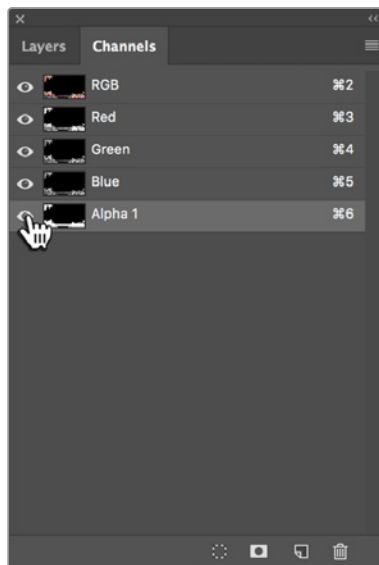 Layers Channels
RGB ⌘2
Red ⌘3
Green ⌘4
Blue ⌘5
Alpha 1 ⌘6